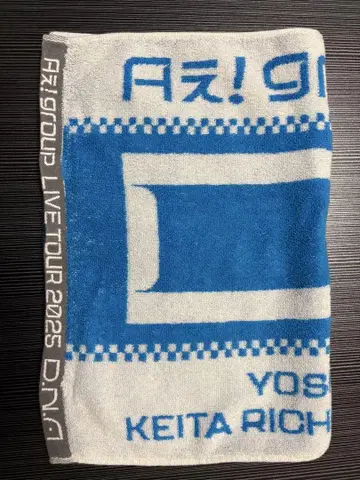 Aぇ! group LIVE TOUR 2025 D.N.A
Aぇ! gr
YOS
KEITA RICH